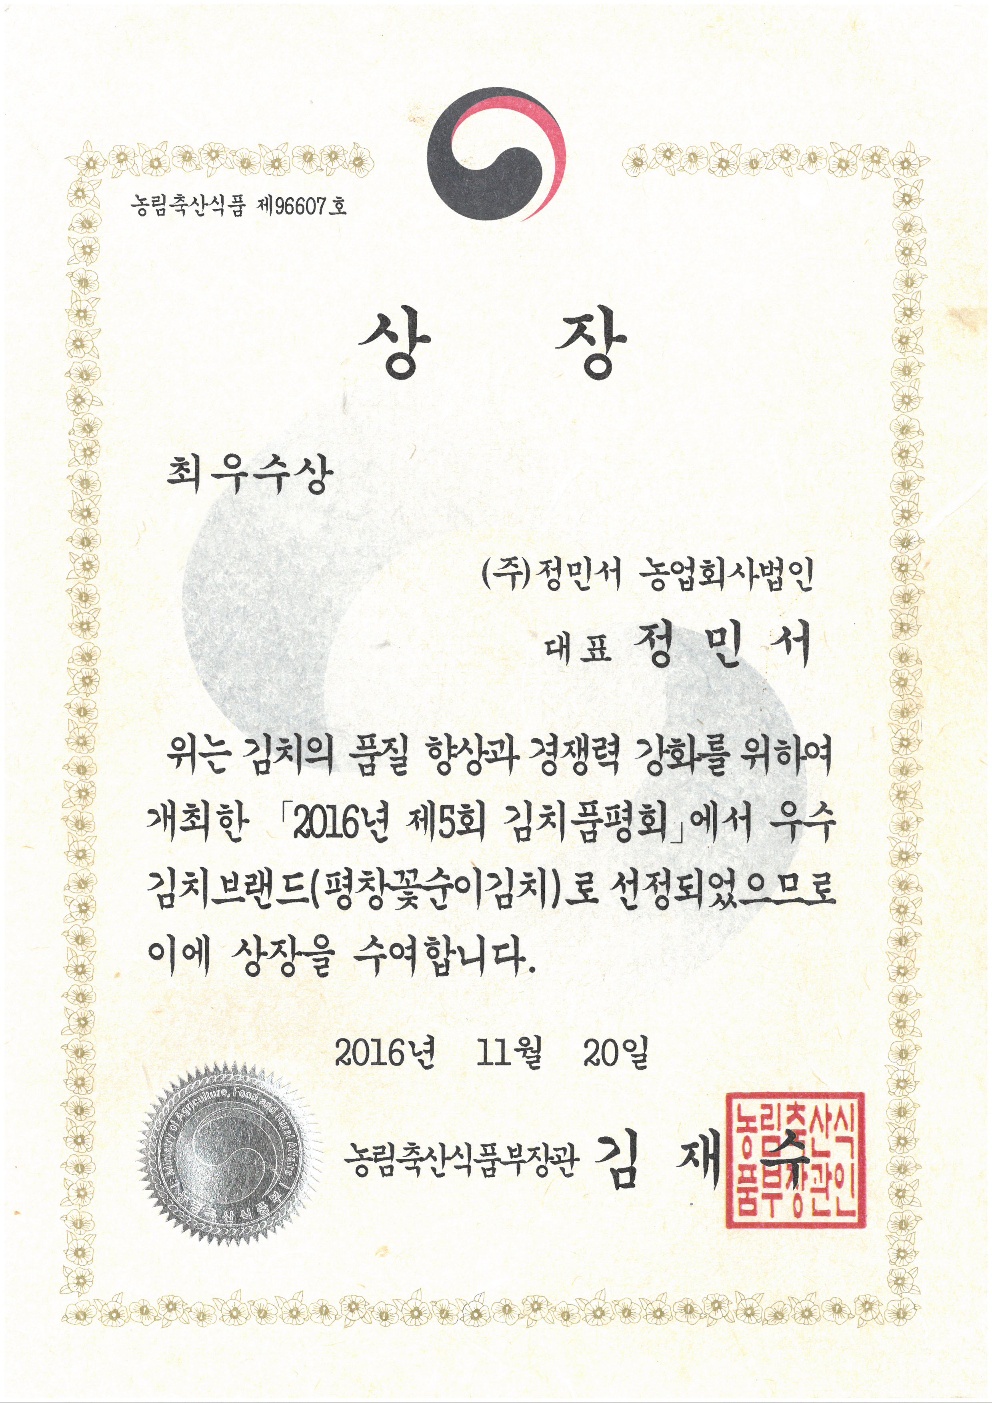 농림축산식품 제96607호
상 장
최우수상
(주)정민서 농업회사법인
대표 정 민 서
위는 김치의 품질 향상과 경쟁력 강화를 위하여
개최한 「2016년 제5회 김치품평회」에서 우수
김치브랜드(평창꽃순이김치)로 선정되었으므로
이에 상장을 수여합니다.
2016년 11월 20일
Ministry of Agriculture, Food and Rural Affairs
농림축산식품부장관 김 재 수
농림축산식
품부장관인